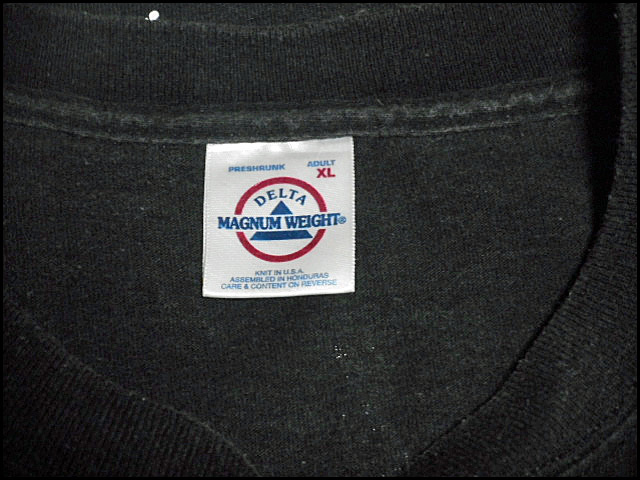 PRESHRUNK ADULT
XL
DELTA
MAGNUM WEIGHT®
KNIT IN U.S.A.
ASSEMBLED IN HONDURAS
CARE & CONTENT ON REVERSE